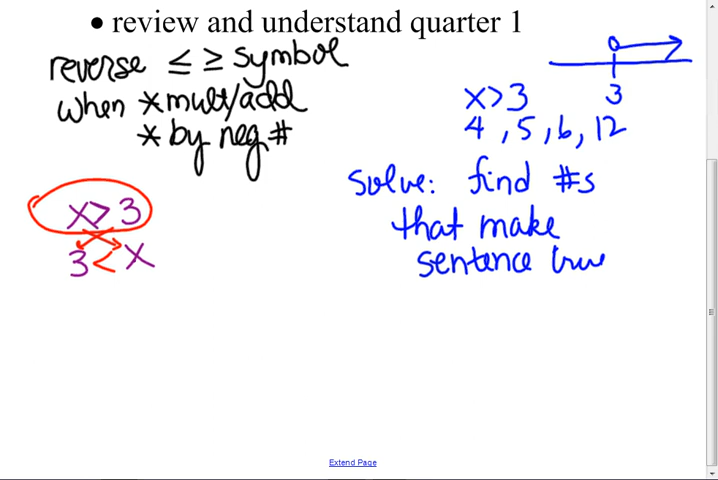 • review and understand quarter 1
reverse ≤ ≥ symbol
when *mult/add
* by neg #
x>3
3<x
3
x>3
4, 5, 6, 12
solve: find #s
that make
sentence true
Extend Page